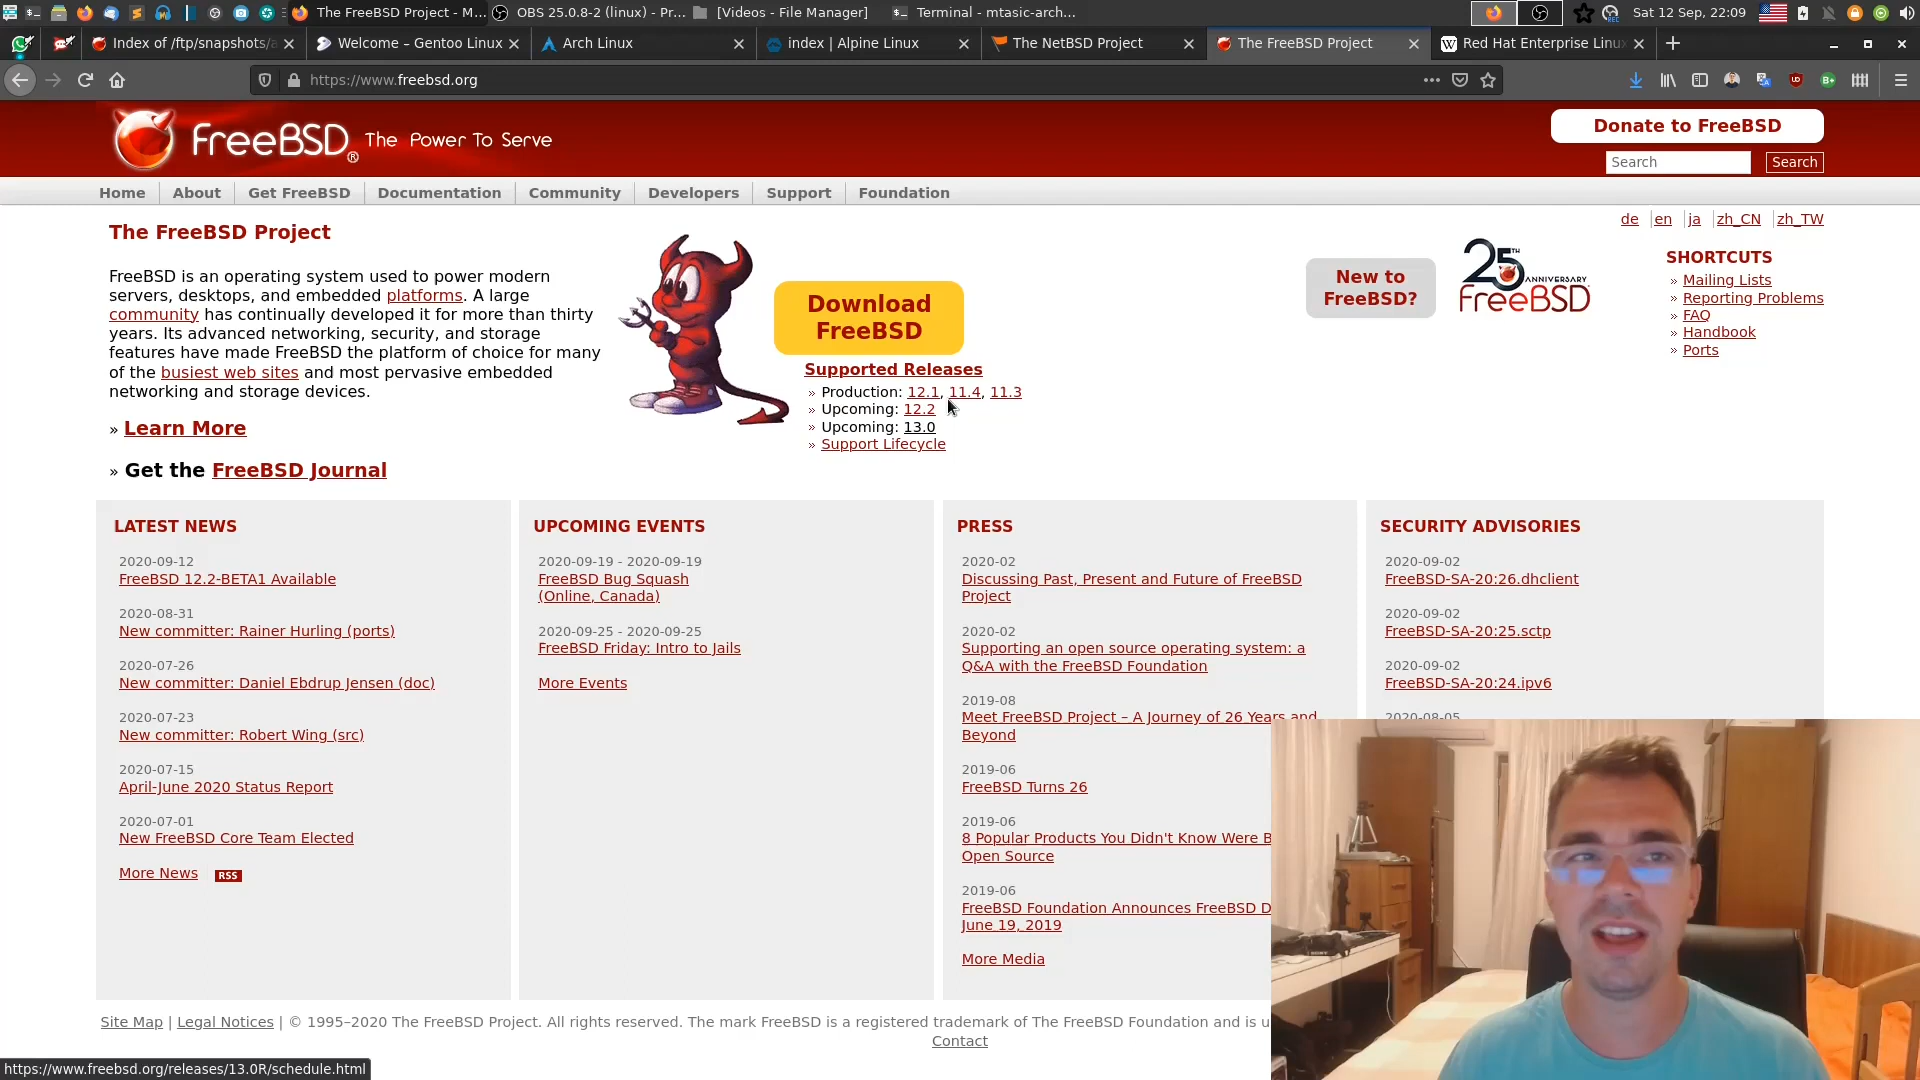 The FreeBSD Project - M...
OBS 25.0.8-2 (linux) - Pr...
[Videos - File Manager]
Terminal - mtasic-arch...
Sat 12 Sep, 22:09
Index of /ftp/snapshots/a
Welcome – Gentoo Linux
Arch Linux
index | Alpine Linux
The NetBSD Project
The FreeBSD Project
Red Hat Enterprise Linu
https://www.freebsd.org
FreeBSD® The Power To Serve
Donate to FreeBSD
Search
Search
Home
About
Get FreeBSD
Documentation
Community
Developers
Support
Foundation
de
en
ja
zh_CN
zh_TW
The FreeBSD Project
FreeBSD is an operating system used to power modern
servers, desktops, and embedded platforms. A large
community has continually developed it for more than thirty
years. Its advanced networking, security, and storage
features have made FreeBSD the platform of choice for many
of the busiest web sites and most pervasive embedded
networking and storage devices.
» Learn More
» Get the FreeBSD Journal
Download
FreeBSD
Supported Releases
» Production: 12.1, 11.4, 11.3
» Upcoming: 12.2
» Upcoming: 13.0
» Support Lifecycle
New to
FreeBSD?
25TH
ANNIVERSARY
FreeBSD
SHORTCUTS
» Mailing Lists
» Reporting Problems
» FAQ
» Handbook
» Ports
LATEST NEWS
2020-09-12
FreeBSD 12.2-BETA1 Available
2020-08-31
New committer: Rainer Hurling (ports)
2020-07-26
New committer: Daniel Ebdrup Jensen (doc)
2020-07-23
New committer: Robert Wing (src)
2020-07-15
April-June 2020 Status Report
2020-07-01
New FreeBSD Core Team Elected
More News
RSS
UPCOMING EVENTS
2020-09-19 - 2020-09-19
FreeBSD Bug Squash
(Online, Canada)
2020-09-25 - 2020-09-25
FreeBSD Friday: Intro to Jails
More Events
PRESS
2020-02
Discussing Past, Present and Future of FreeBSD
Project
2020-02
Supporting an open source operating system: a
Q&A with the FreeBSD Foundation
2019-08
Meet FreeBSD Project – A Journey of 26 Years and
Beyond
2019-06
FreeBSD Turns 26
2019-06
8 Popular Products You Didn't Know Were B
Open Source
2019-06
FreeBSD Foundation Announces FreeBSD D
June 19, 2019
More Media
SECURITY ADVISORIES
2020-09-02
FreeBSD-SA-20:26.dhclient
2020-09-02
FreeBSD-SA-20:25.sctp
2020-09-02
FreeBSD-SA-20:24.ipv6
2020-08-05
Site Map | Legal Notices | © 1995–2020 The FreeBSD Project. All rights reserved. The mark FreeBSD is a registered trademark of The FreeBSD Foundation and is u
Contact
https://www.freebsd.org/releases/13.0R/schedule.html